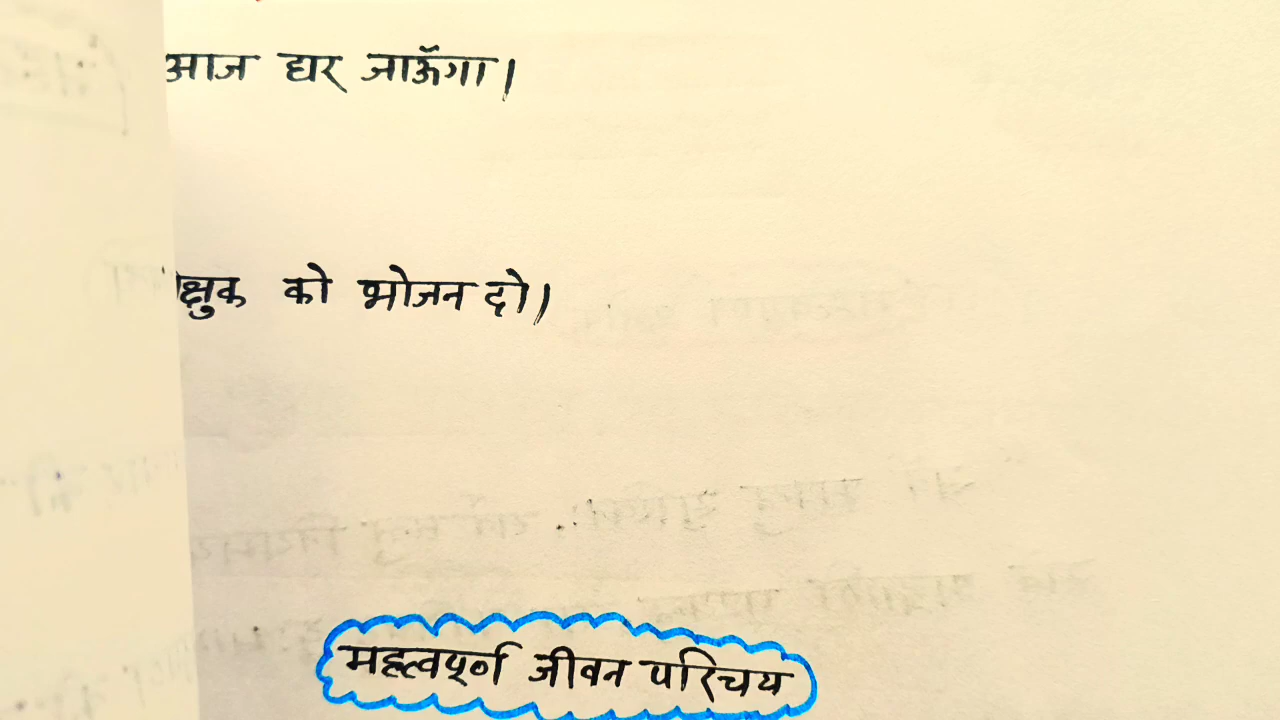 आज घर जाऊँगा।
को भोजन दो।
महत्वपूर्ण जीवन परिचय